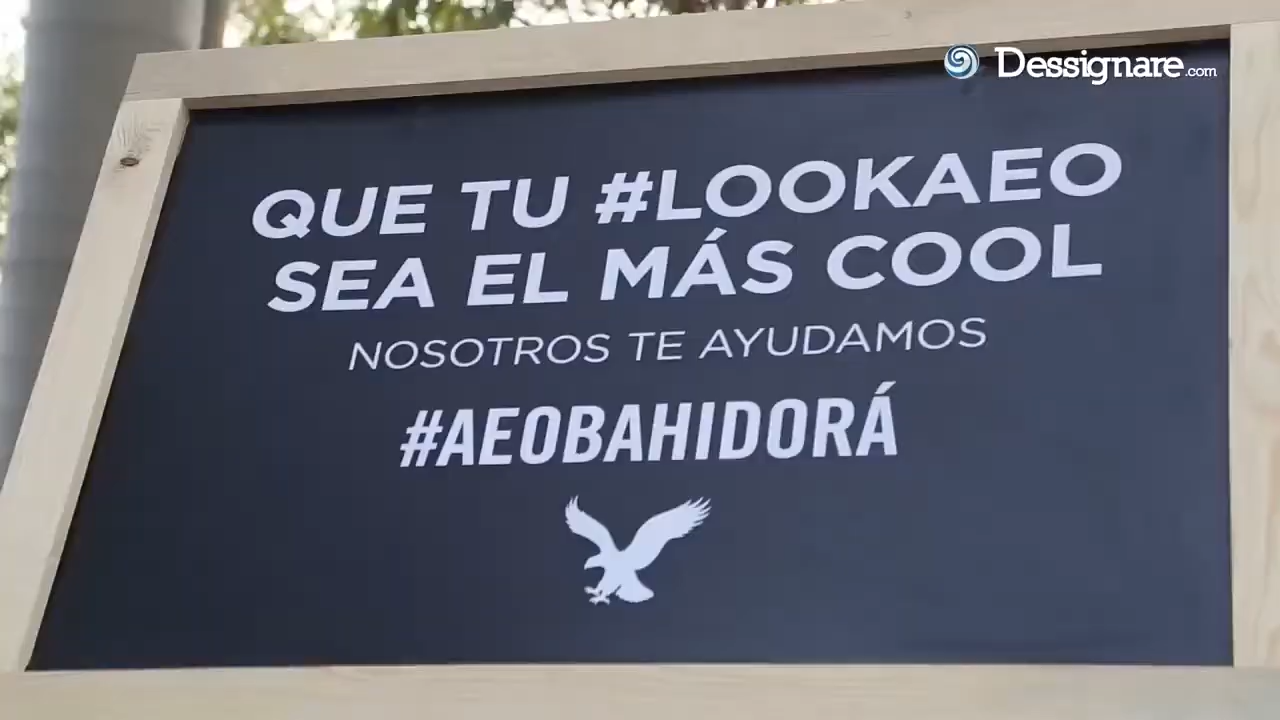 Dessignare.com
QUE TU #LOOKAEO
SEA EL MÁS COOL
NOSOTROS TE AYUDAMOS
#AEOBAHIDORÁ